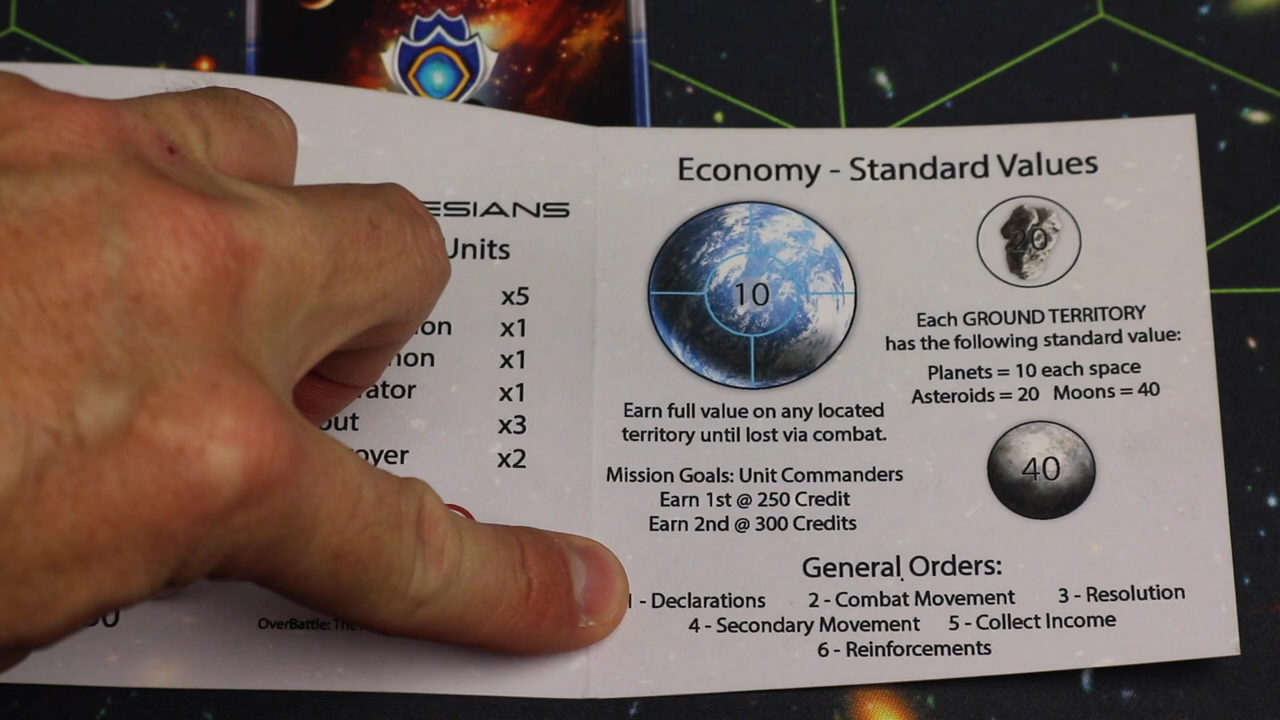 ESIANS
Units
x5
on x1
non x1
ator x1
out x3
oyer x2
OverBattle: The
Economy - Standard Values
10
20
Each GROUND TERRITORY
has the following standard value:
Planets = 10 each space
Asteroids = 20 Moons = 40
40
Earn full value on any located
territory until lost via combat.
Mission Goals: Unit Commanders
Earn 1st @ 250 Credit
Earn 2nd @ 300 Credits
General Orders:
1 - Declarations 2 - Combat Movement 3 - Resolution
4 - Secondary Movement 5 - Collect Income
6 - Reinforcements